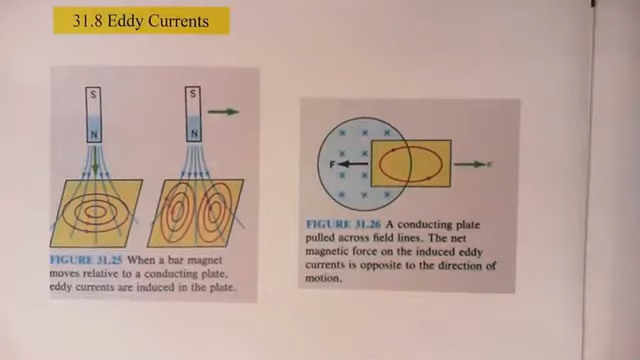 31.8 Eddy Currents
S
N
S
N
FIGURE 31.25 When a bar magnet
moves relative to a conducting plate,
eddy currents are induced in the plate.
F
v
FIGURE 31.26 A conducting plate
pulled across field lines. The net
magnetic force on the induced eddy
currents is opposite to the direction of
motion.